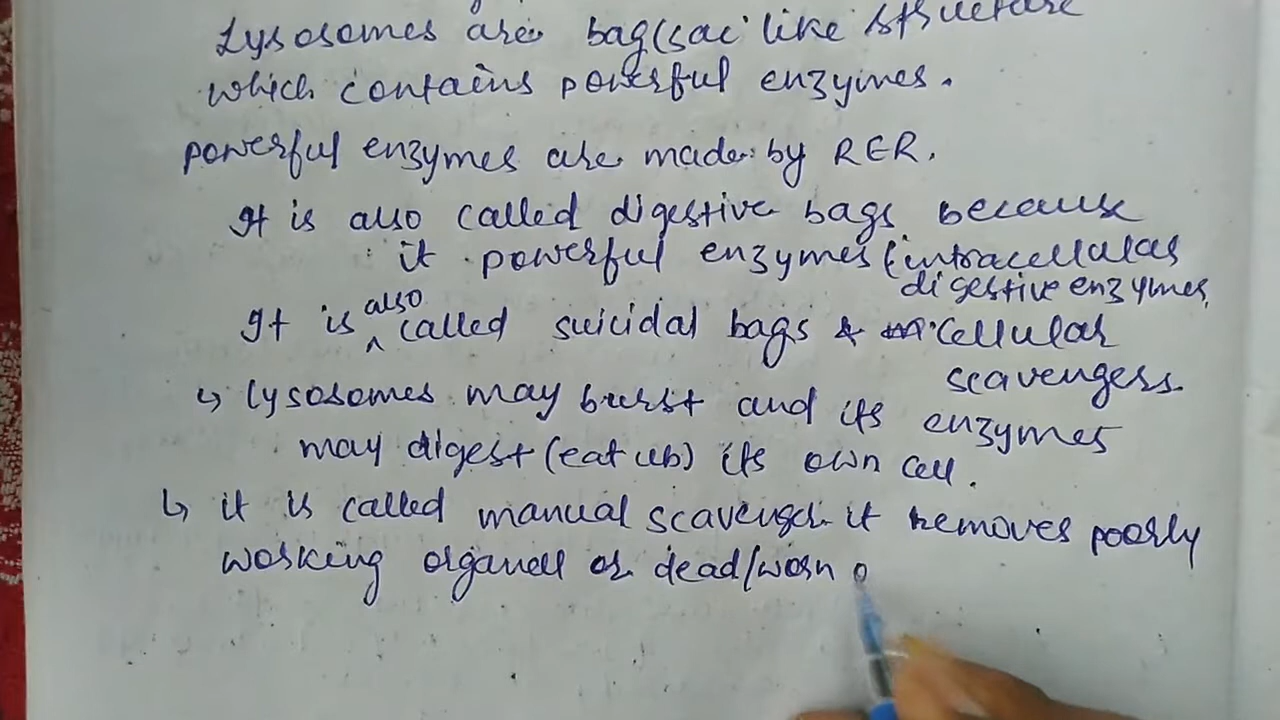 Lysosomes are bag(sac like structure
which contains powerful enzymes.
powerful enzymes are made by RER.
It is also called digestive bags because
it powerful enzymes (intracellular
digestive enzymes,
It is also called suicidal bags & cellular
scavengers
↳ Lysosomes may burst and its enzymes
may digest (eat up) its own cell.
↳ it is called manual scavenger it removes poorly
working organell or dead/worn o